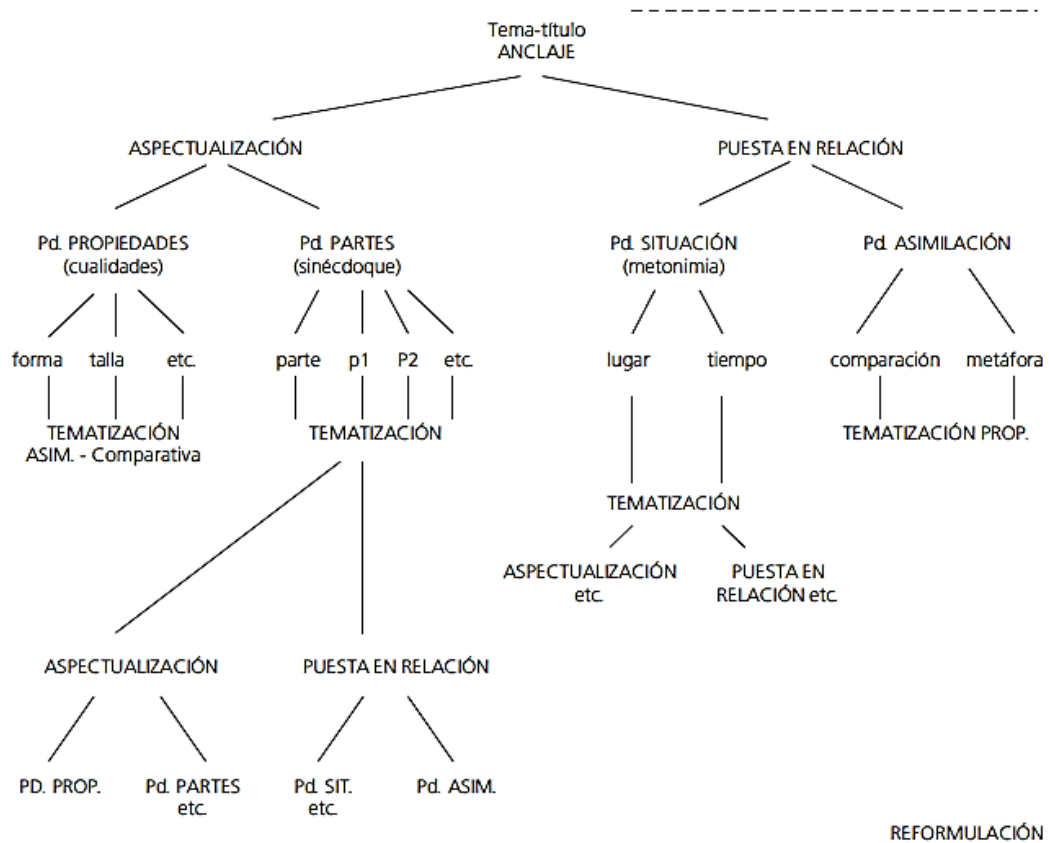 Tema-título
ANCLAJE
ASPECTUALIZACIÓN
PUESTA EN RELACIÓN
Pd. PROPIEDADES
(cualidades)
Pd. PARTES
(sinécdoque)
Pd. SITUACIÓN
(metonimia)
Pd. ASIMILACIÓN
forma talla etc.
parte p1 P2 etc.
lugar tiempo
comparación metáfora
TEMATIZACIÓN
ASIM. - Comparativa
TEMATIZACIÓN
TEMATIZACIÓN PROP.
TEMATIZACIÓN
ASPECTUALIZACIÓN
etc.
PUESTA EN
RELACIÓN etc.
ASPECTUALIZACIÓN
PUESTA EN RELACIÓN
PD. PROP.
Pd. PARTES
etc.
Pd. SIT.
etc.
Pd. ASIM.
REFORMULACIÓN